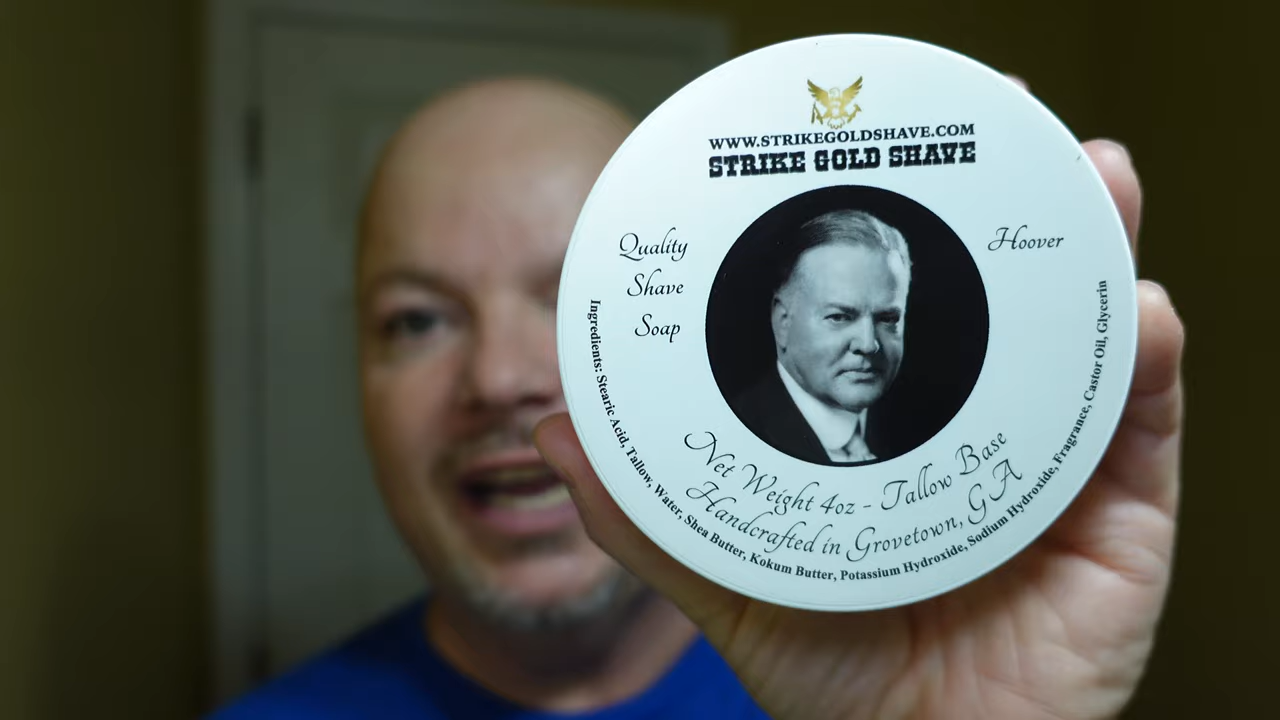 WWW.STRIKEGOLDSHAVE.COM
STRIKE GOLD SHAVE
Quality
Shave
Soap
Hoover
Net Weight 4oz - Tallow Base
Handcrafted in Grovetown, GA
Ingredients: Stearic Acid, Tallow, Water, Shea Butter, Kokum Butter, Potassium Hydroxide, Sodium Hydroxide, Fragrance, Castor Oil, Glycerin